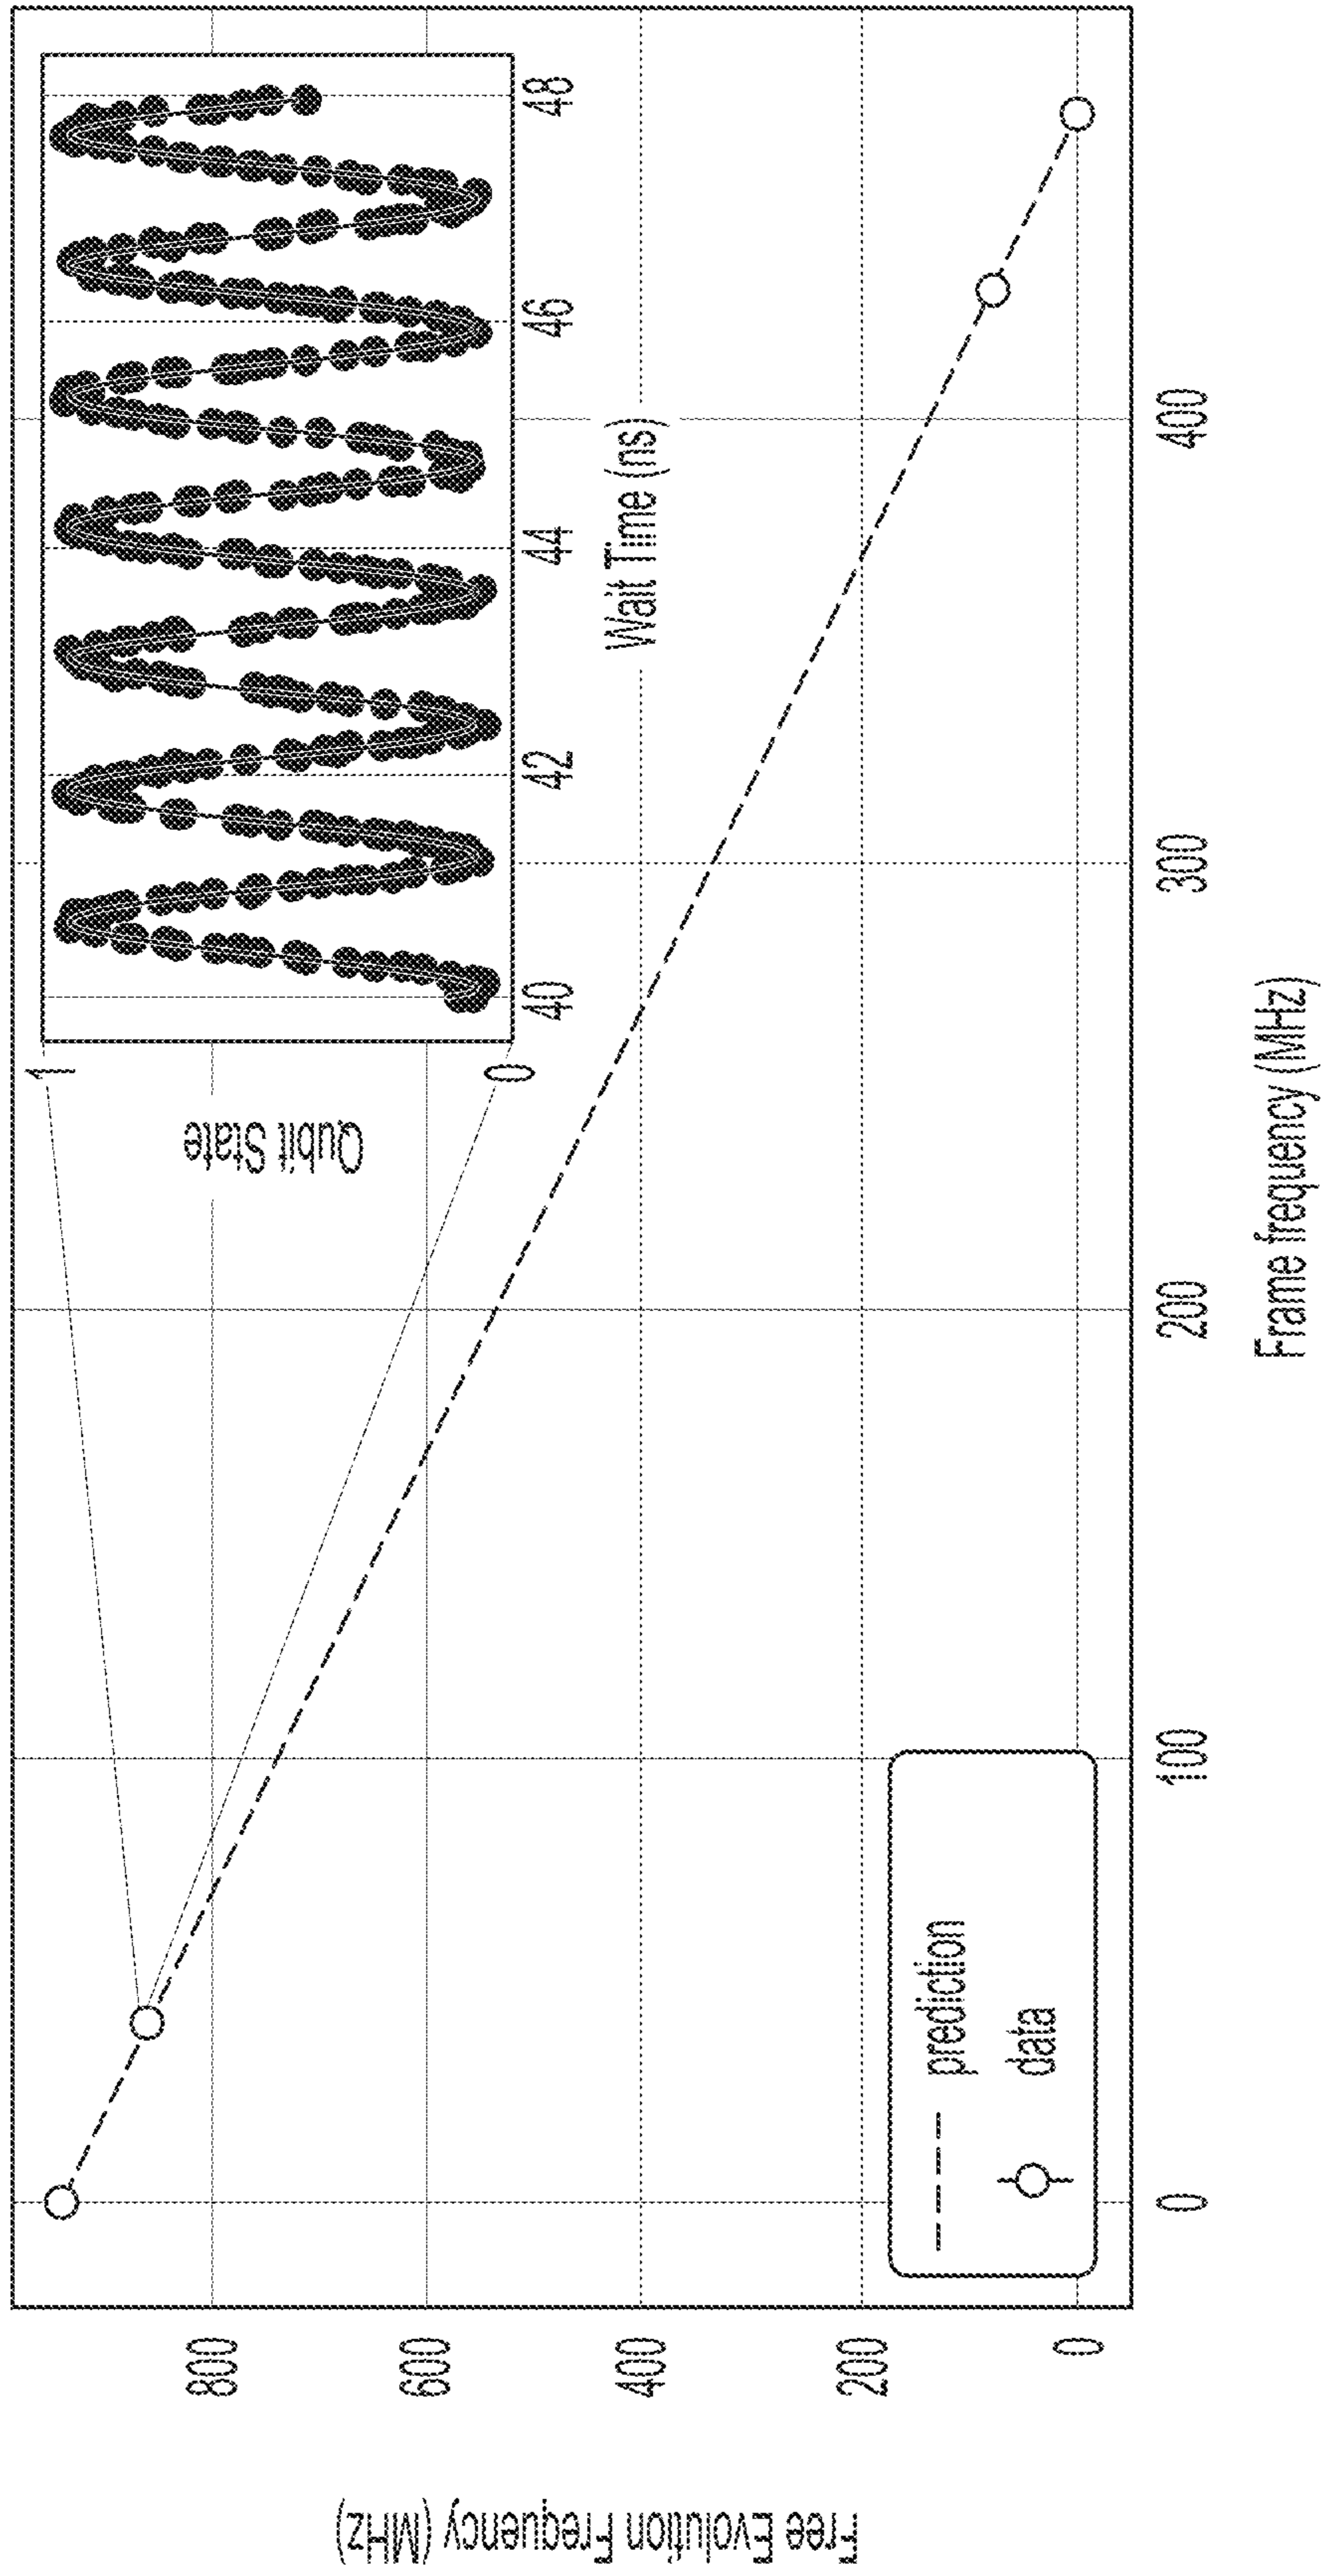 Free Evolution Frequency (MHz)
800
600
400
200
0
1
Qubit State
0
40
42
44
46
48
Wait Time (ns)
prediction
data
0
100
200
300
400
Frame frequency (MHz)